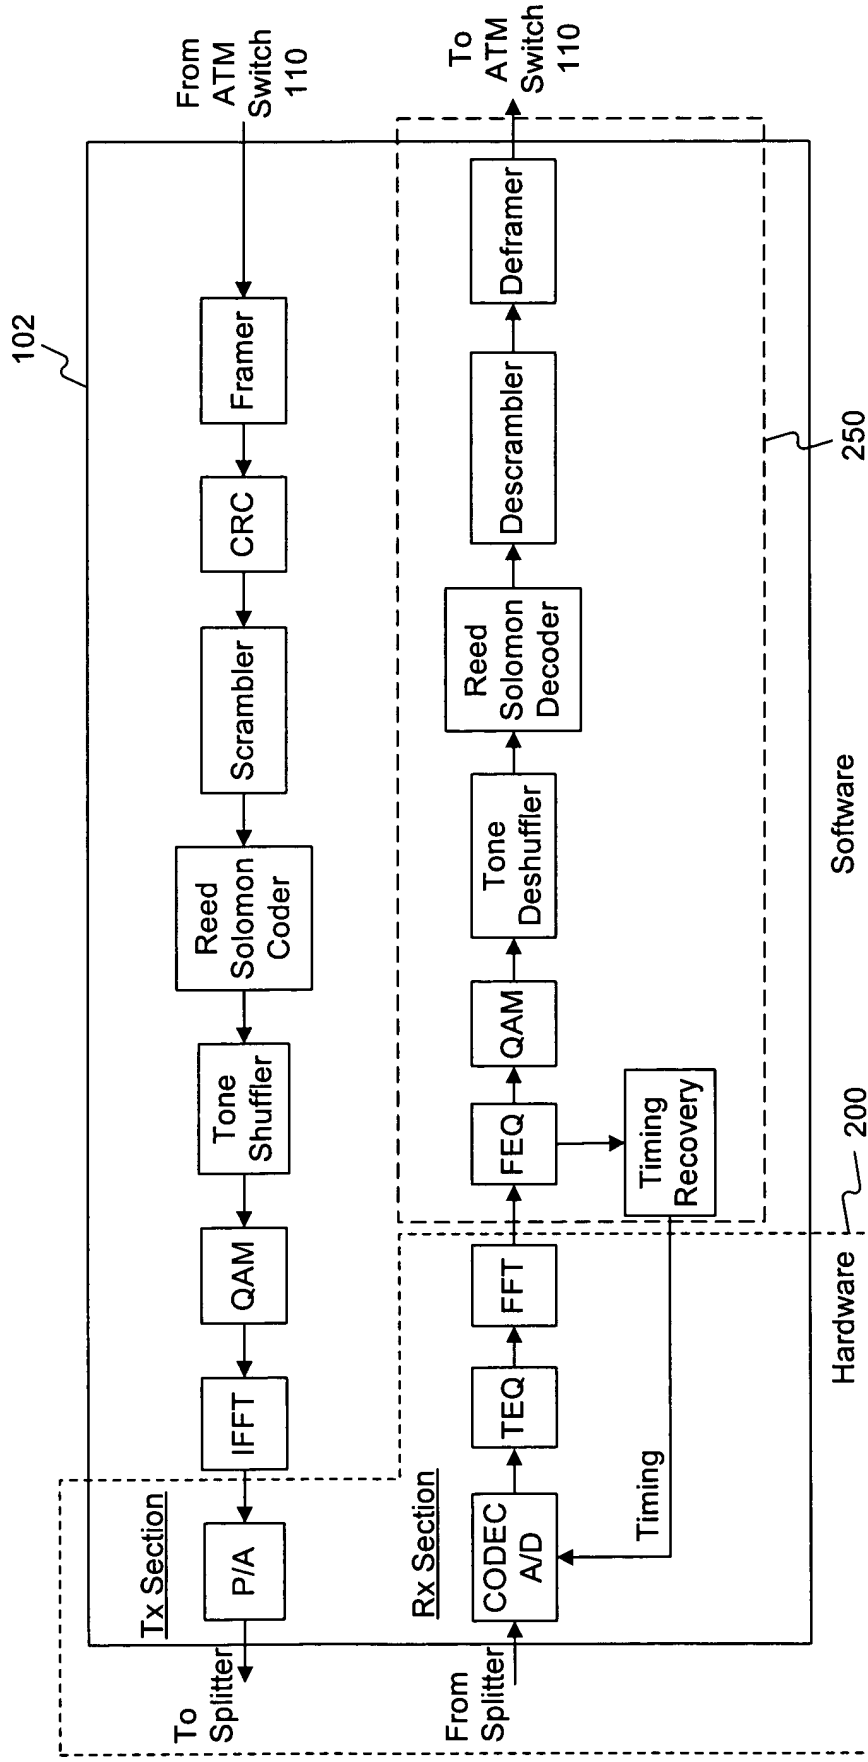 102
From
ATM
Switch
110
Framer
CRC
Scrambler
Reed
Solomon
Coder
Tone
Shuffler
QAM
IFFT
P/A
Tx Section
To
Splitter
From
Splitter
Rx Section
CODEC
A/D
TEQ
FFT
FEQ
QAM
Tone
Deshuffler
Reed
Solomon
Decoder
Descrambler
Deframer
To
ATM
Switch
110
Timing
Recovery
Timing
Hardware
200
Software
250